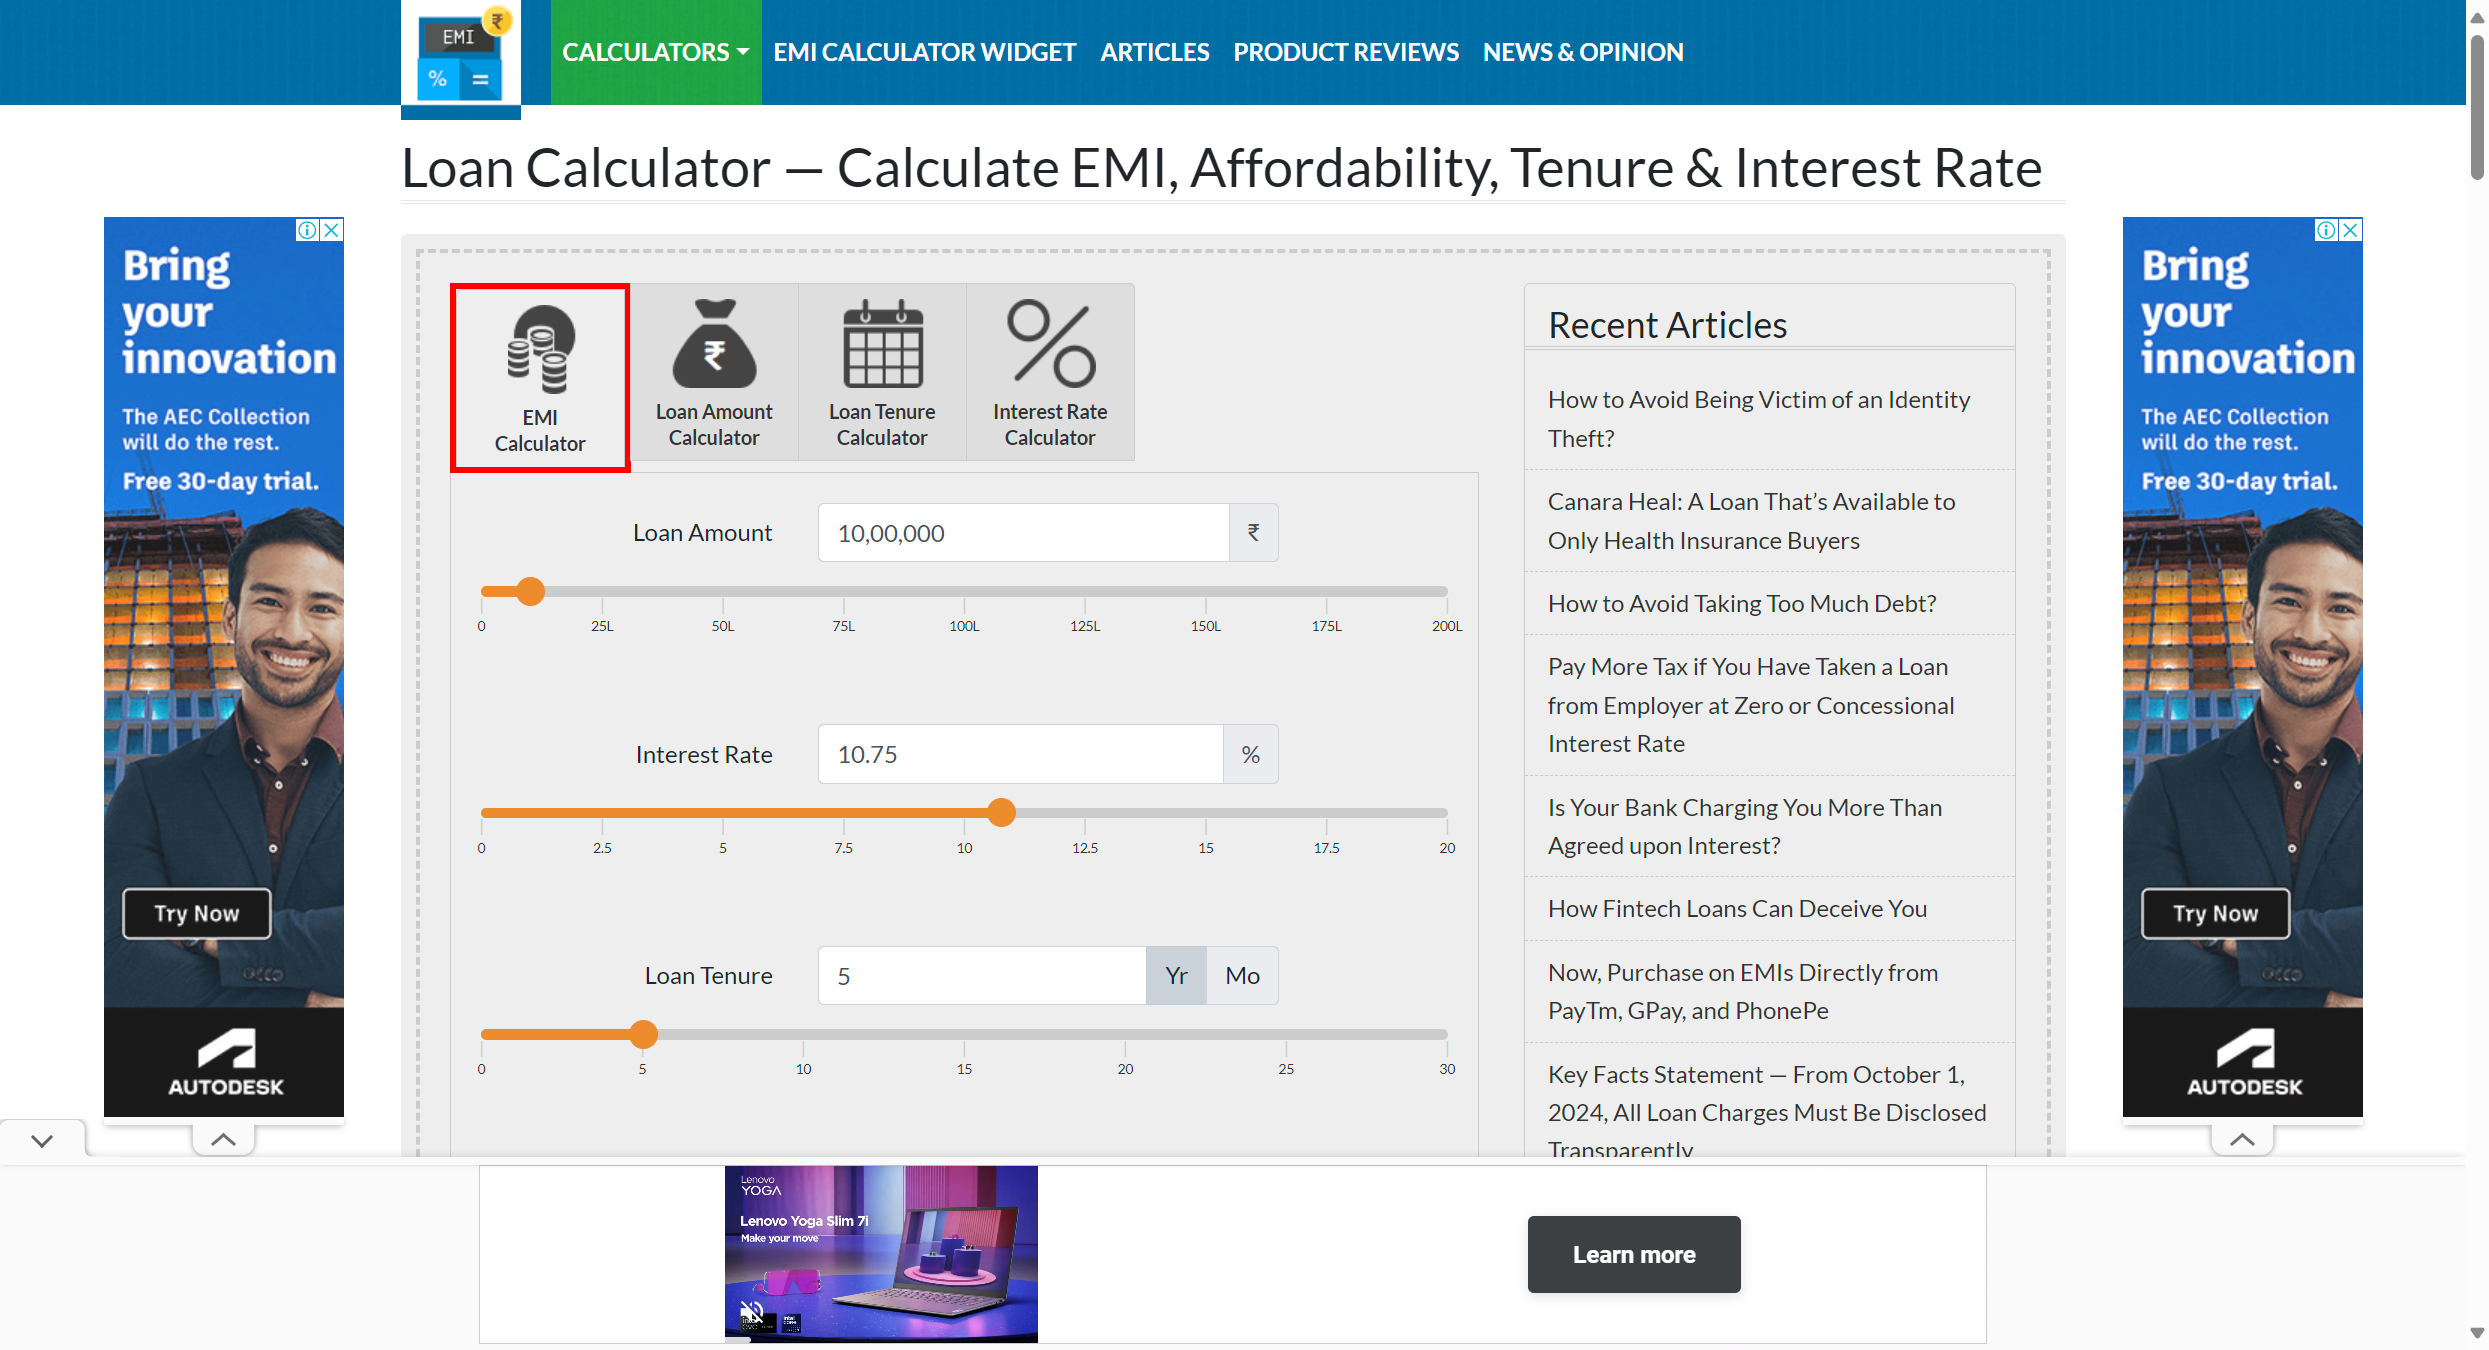 EMI
₹
%
=
CALCULATORS
EMI CALCULATOR WIDGET
ARTICLES
PRODUCT REVIEWS
NEWS & OPINION
Loan Calculator — Calculate EMI, Affordability, Tenure & Interest Rate
Bring
your
innovation
The AEC Collection
will do the rest.
Free 30-day trial.
Try Now
AUTODESK
EMI
Calculator
₹
Loan Amount
Calculator
Loan Tenure
Calculator
Interest Rate
Calculator
Loan Amount
10,00,000
₹
0 25L 50L 75L 100L 125L 150L 175L 200L
Interest Rate
10.75
%
0 2.5 5 7.5 10 12.5 15 17.5 20
Loan Tenure
5
Yr
Mo
0 5 10 15 20 25 30
Recent Articles
How to Avoid Being Victim of an Identity
Theft?
Canara Heal: A Loan That’s Available to
Only Health Insurance Buyers
How to Avoid Taking Too Much Debt?
Pay More Tax if You Have Taken a Loan
from Employer at Zero or Concessional
Interest Rate
Is Your Bank Charging You More Than
Agreed upon Interest?
How Fintech Loans Can Deceive You
Now, Purchase on EMIs Directly from
PayTm, GPay, and PhonePe
Key Facts Statement — From October 1,
2024, All Loan Charges Must Be Disclosed
Transparently
Bring
your
innovation
The AEC Collection
will do the rest.
Free 30-day trial.
Try Now
AUTODESK
Lenovo
YOGA
Lenovo Yoga Slim 7i
Make your move
Learn more